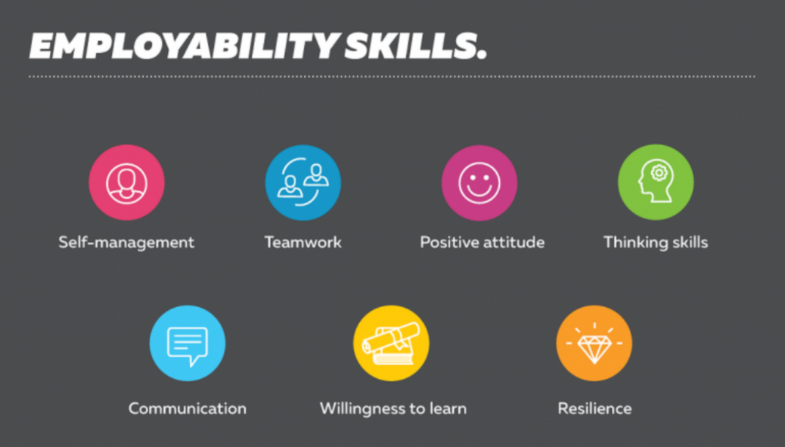 EMPLOYABILITY SKILLS.
Self-management
Teamwork
Positive attitude
Thinking skills
Communication
Willingness to learn
Resilience